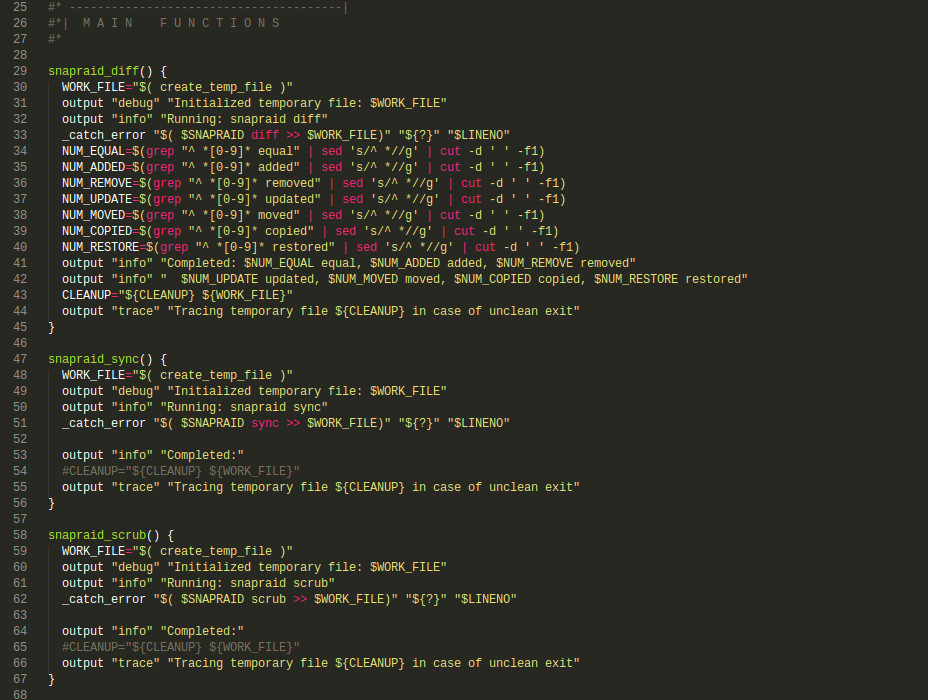 25 #* ---------------------------------------|
26 #*|  M A I N    F U N C T I O N S
27 #*
28
29 snapraid_diff() {
30   WORK_FILE="$( create_temp_file )"
31   output "debug" "Initialized temporary file: $WORK_FILE"
32   output "info" "Running: snapraid diff"
33   _catch_error "$( $SNAPRAID diff >> $WORK_FILE)" "${?}" "$LINENO"
34   NUM_EQUAL=$(grep "^ *[0-9]* equal" | sed 's/^ *//g' | cut -d ' ' -f1)
35   NUM_ADDED=$(grep "^ *[0-9]* added" | sed 's/^ *//g' | cut -d ' ' -f1)
36   NUM_REMOVE=$(grep "^ *[0-9]* removed" | sed 's/^ *//g' | cut -d ' ' -f1)
37   NUM_UPDATE=$(grep "^ *[0-9]* updated" | sed 's/^ *//g' | cut -d ' ' -f1)
38   NUM_MOVED=$(grep "^ *[0-9]* moved" | sed 's/^ *//g' | cut -d ' ' -f1)
39   NUM_COPIED=$(grep "^ *[0-9]* copied" | sed 's/^ *//g' | cut -d ' ' -f1)
40   NUM_RESTORE=$(grep "^ *[0-9]* restored" | sed 's/^ *//g' | cut -d ' ' -f1)
41   output "info" "Completed: $NUM_EQUAL equal, $NUM_ADDED added, $NUM_REMOVE removed"
42   output "info" "  $NUM_UPDATE updated, $NUM_MOVED moved, $NUM_COPIED copied, $NUM_RESTORE restored"
43   CLEANUP="${CLEANUP} ${WORK_FILE}"
44   output "trace" "Tracing temporary file ${CLEANUP} in case of unclean exit"
45 }
46
47 snapraid_sync() {
48   WORK_FILE="$( create_temp_file )"
49   output "debug" "Initialized temporary file: $WORK_FILE"
50   output "info" "Running: snapraid sync"
51   _catch_error "$( $SNAPRAID sync >> $WORK_FILE)" "${?}" "$LINENO"
52
53   output "info" "Completed:"
54   #CLEANUP="${CLEANUP} ${WORK_FILE}"
55   output "trace" "Tracing temporary file ${CLEANUP} in case of unclean exit"
56 }
57
58 snapraid_scrub() {
59   WORK_FILE="$( create_temp_file )"
60   output "debug" "Initialized temporary file: $WORK_FILE"
61   output "info" "Running: snapraid scrub"
62   _catch_error "$( $SNAPRAID scrub >> $WORK_FILE)" "${?}" "$LINENO"
63
64   output "info" "Completed:"
65   #CLEANUP="${CLEANUP} ${WORK_FILE}"
66   output "trace" "Tracing temporary file ${CLEANUP} in case of unclean exit"
67 }
68